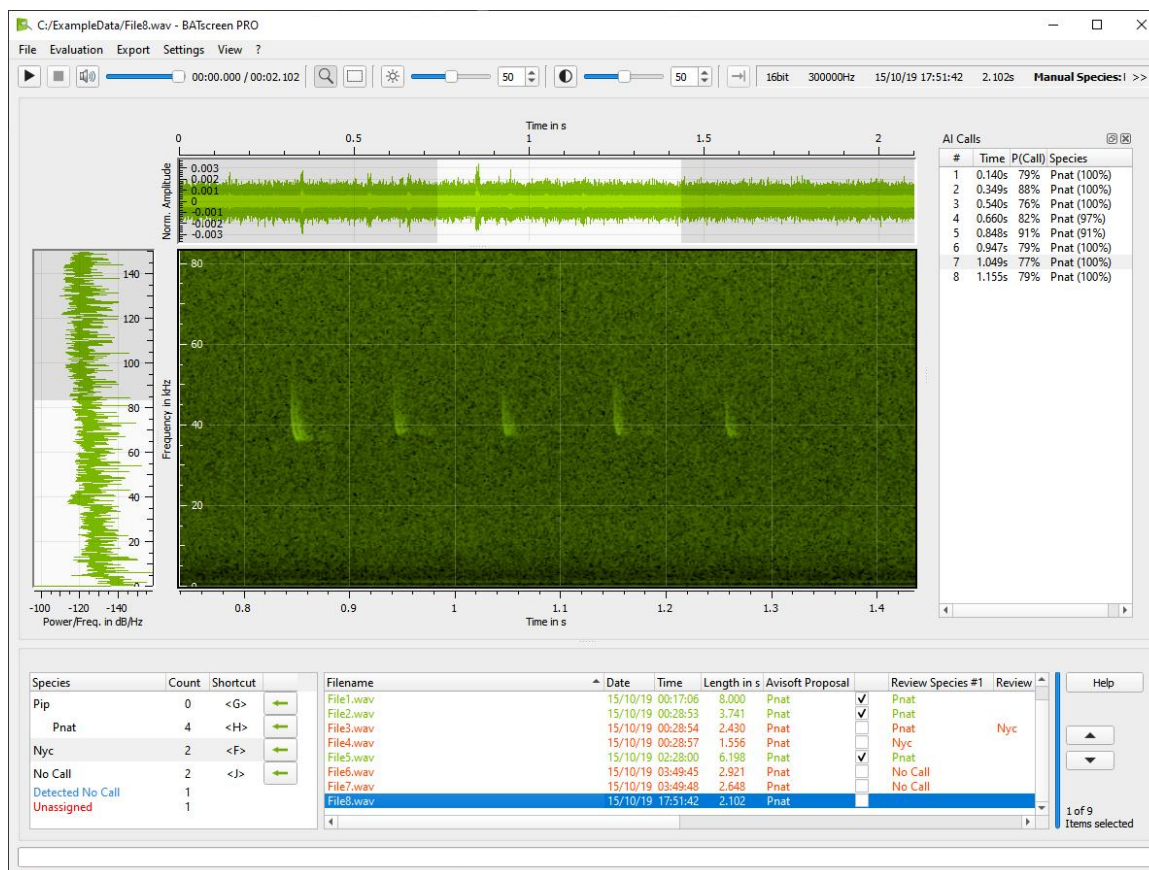 C:/ExampleData/File8.wav - BATscreen PRO
File Evaluation Export Settings View ?
00:00.000 / 00:02.102 50 50 16bit 300000Hz 15/10/19 17:51:42 2.102s Manual Species: >>
Time in s
0 0.5 1 1.5 2
Norm. Amplitude
0.003
0.002
0.001
0
-0.001
-0.002
-0.003
AI Calls
# Time P(Call) Species
1 0.140s 79% Pnat (100%)
2 0.349s 88% Pnat (100%)
3 0.540s 76% Pnat (100%)
4 0.660s 82% Pnat (97%)
5 0.848s 91% Pnat (91%)
6 0.947s 79% Pnat (100%)
7 1.049s 77% Pnat (100%)
8 1.155s 79% Pnat (100%)
140
120
100
80
60
40
20
0
-100 -120 -140
Power/Freq. in dB/Hz
Frequency in kHz
80
60
40
20
0
0.8 0.9 1 1.1 1.2 1.3 1.4
Time in s
Species Count Shortcut
Pip 0 <G>
Pnat 4 <H>
Nyc 2 <F>
No Call 2 <J>
Detected No Call 1
Unassigned 1
Filename Date Time Length in s Avisoft Proposal Review Species #1 Review
File1.wav 15/10/19 00:17:06 8.000 Pnat Pnat
File2.wav 15/10/19 00:28:53 3.741 Pnat Pnat
File3.wav 15/10/19 00:28:54 2.430 Pnat Pnat Nyc
File4.wav 15/10/19 00:28:57 1.556 Pnat Nyc
File5.wav 15/10/19 02:28:00 6.198 Pnat Pnat
File6.wav 15/10/19 03:49:45 2.921 Pnat No Call
File7.wav 15/10/19 03:49:48 2.648 Pnat No Call
File8.wav 15/10/19 17:51:42 2.102 Pnat
Help
1 of 9
Items selected